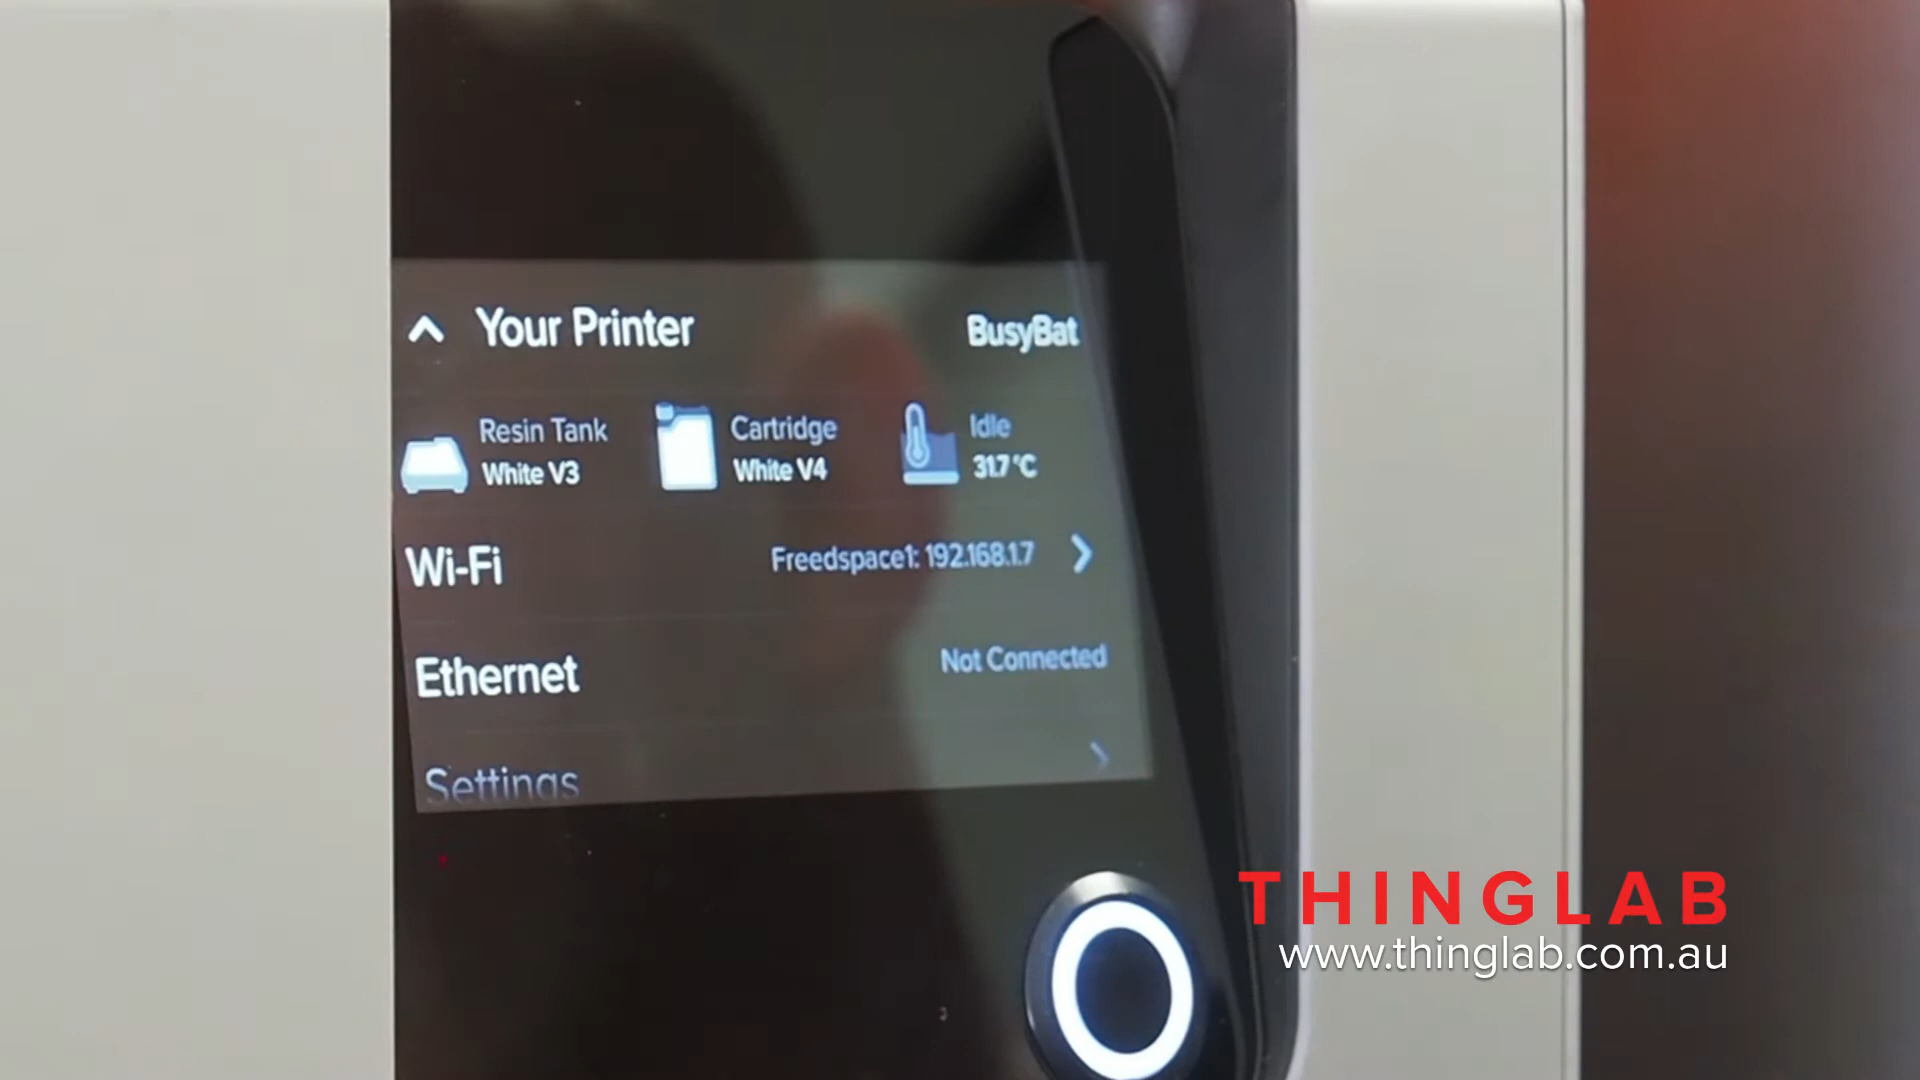 Your Printer
BusyBat
Resin Tank
White V3
Cartridge
White V4
Idle
31.7 °C
Wi-Fi
Freedspace1: 192.168.1.7
Ethernet
Not Connected
Settings
THINGLAB
www.thinglab.com.au